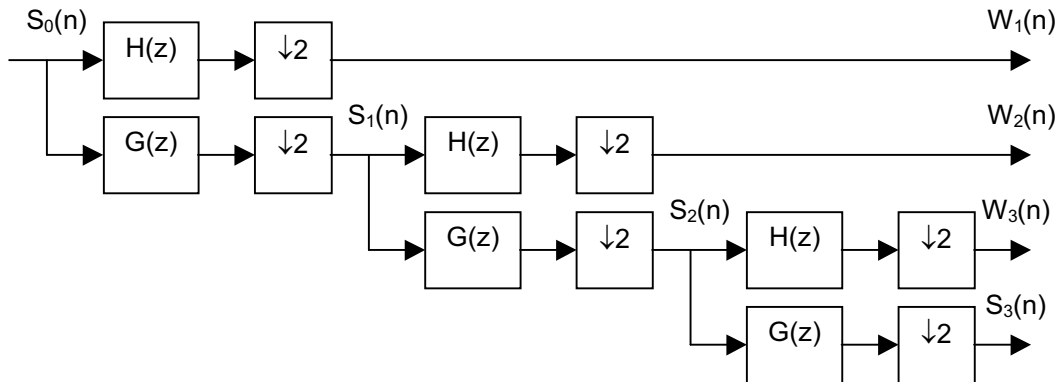 S₀(n)
W₁(n)
H(z)
↓2
G(z)
↓2
S₁(n)
W₂(n)
H(z)
↓2
G(z)
↓2
S₂(n)
W₃(n)
H(z)
↓2
S₃(n)
G(z)
↓2